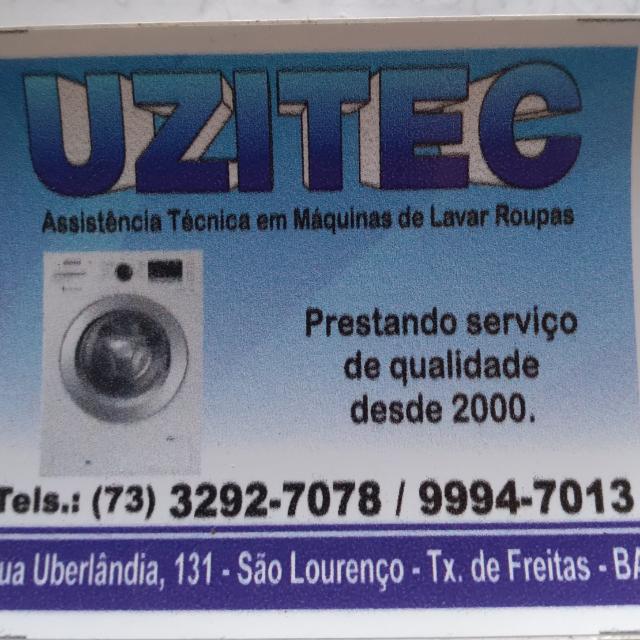 UZITEC
Assistência Técnica em Máquinas de Lavar Roupas
Prestando serviço
de qualidade
desde 2000.
Tels.: (73) 3292-7078 / 9994-7013
ua Uberlândia, 131 - São Lourenço - Tx. de Freitas - BA